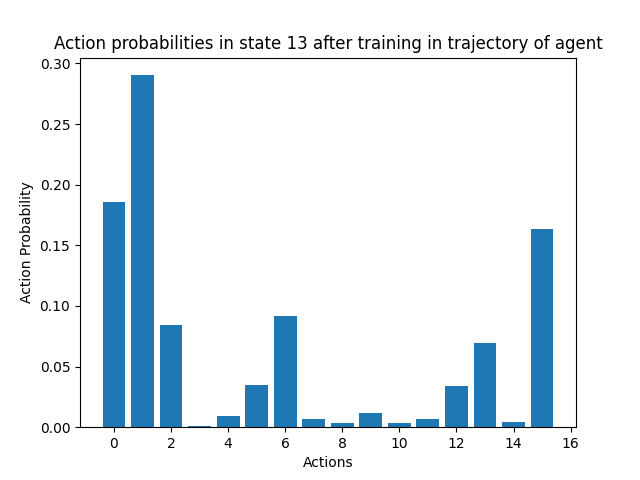 Action probabilities in state 13 after training in trajectory of agent
0.30
0.25
0.20
0.15
0.10
0.05
0.00
Action Probability
0 2 4 6 8 10 12 14 16
Actions